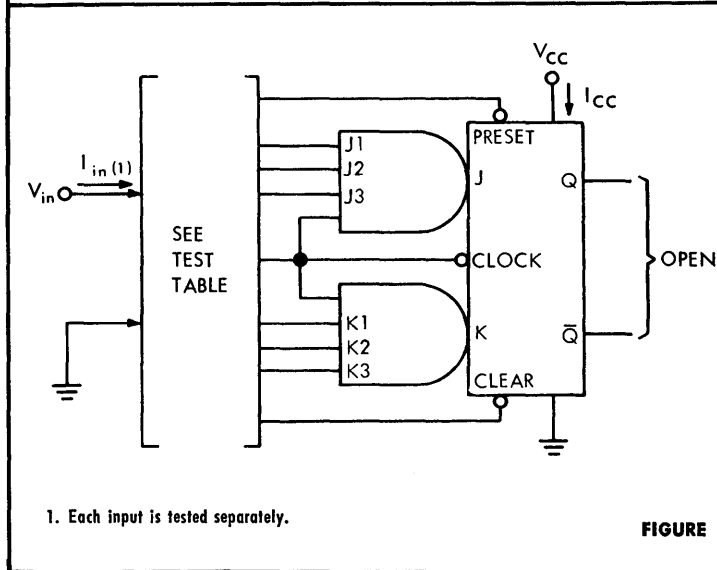 V_CC
I_CC
PRESET
J1
J2
J3
J
Q
I_in (1)
V_in
SEE
TEST
TABLE
CLOCK
OPEN
K1
K2
K3
K
Q̅
CLEAR
1. Each input is tested separately.
FIGURE